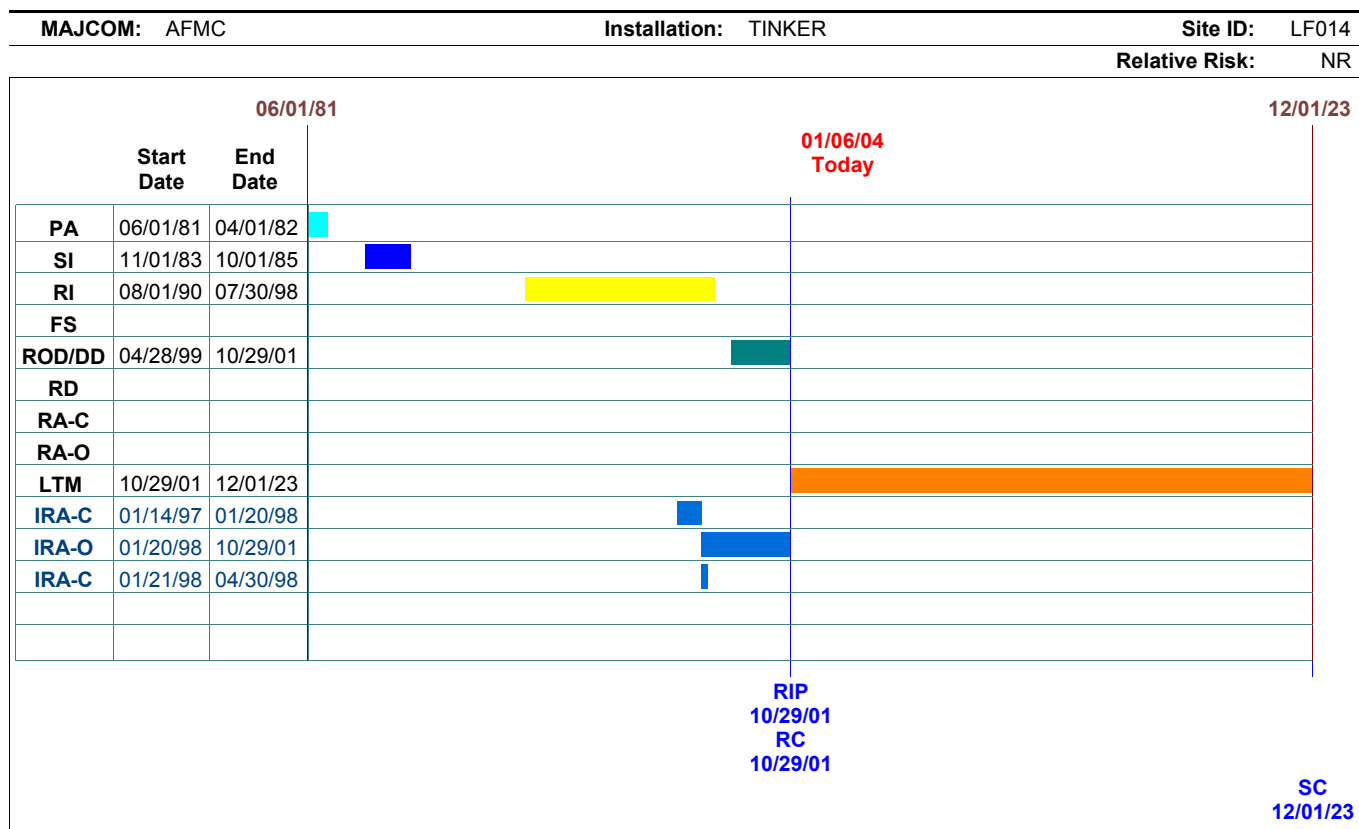 MAJCOM: AFMC Installation: TINKER Site ID: LF014
Relative Risk: NR
06/01/81 12/01/23
01/06/04
Today
Start End
Date Date
PA 06/01/81 04/01/82
SI 11/01/83 10/01/85
RI 08/01/90 07/30/98
FS
ROD/DD 04/28/99 10/29/01
RD
RA-C
RA-O
LTM 10/29/01 12/01/23
IRA-C 01/14/97 01/20/98
IRA-O 01/20/98 10/29/01
IRA-C 01/21/98 04/30/98
RIP
10/29/01
RC
10/29/01
SC
12/01/23